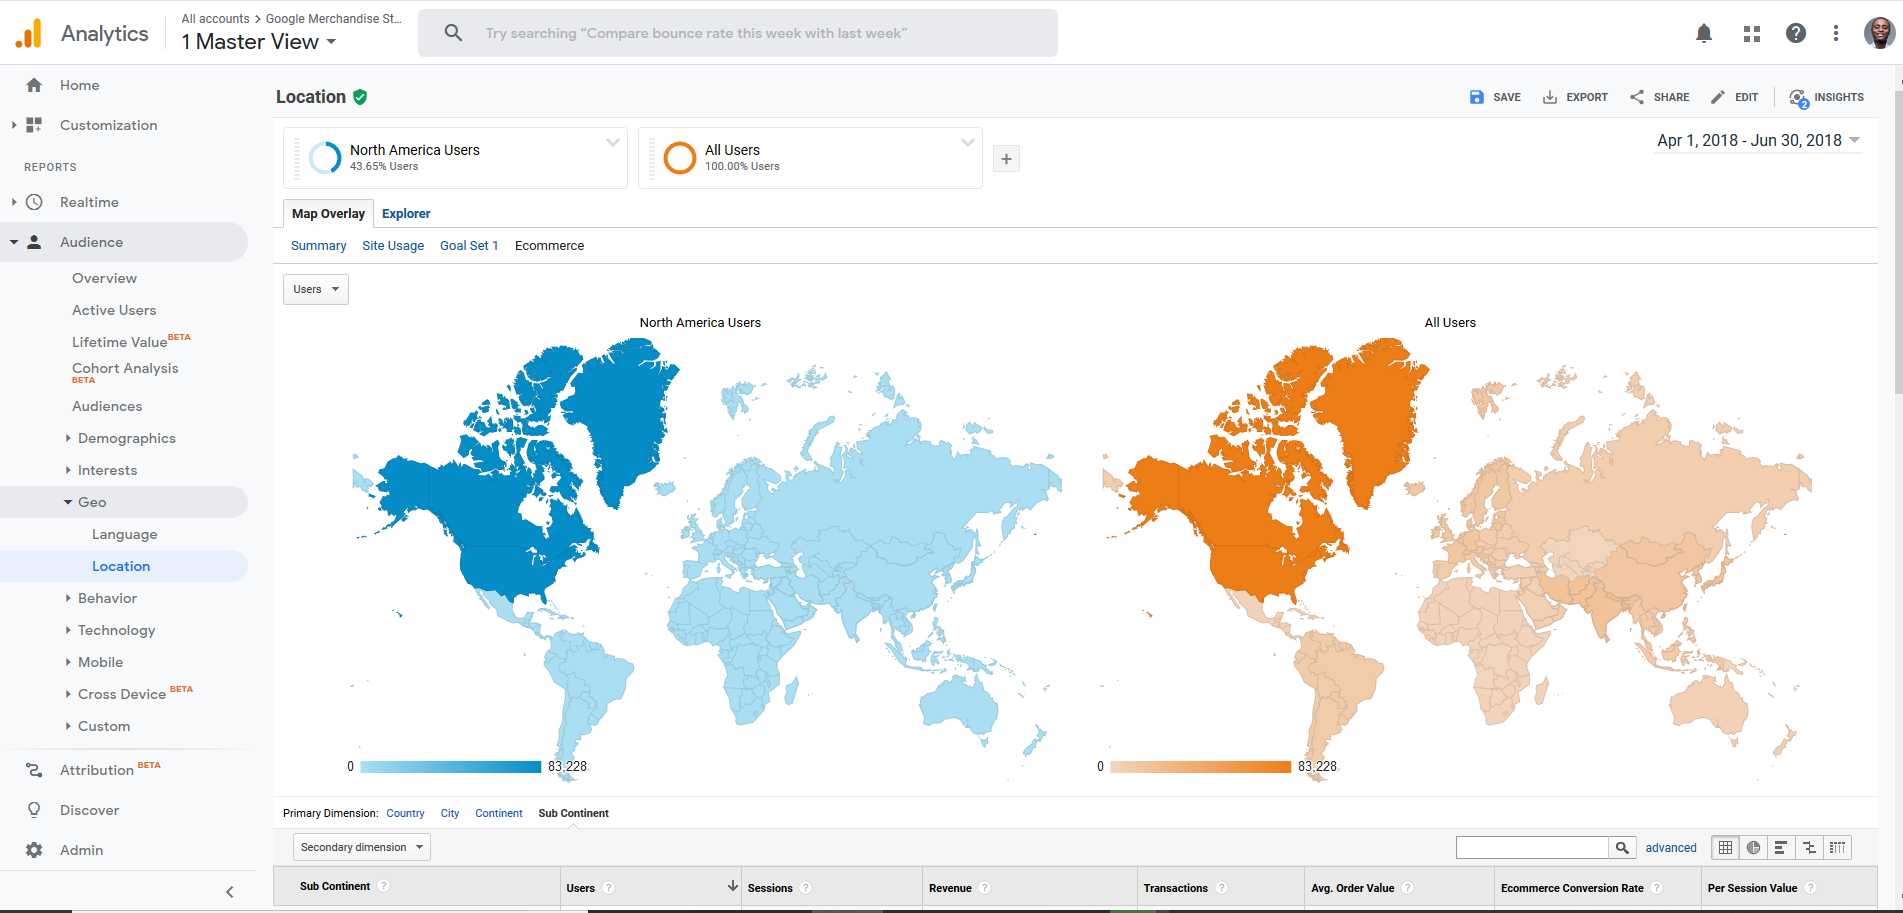 Analytics
All accounts > Google Merchandise St...
1 Master View
Try searching “Compare bounce rate this week with last week”
Home
Customization
REPORTS
Realtime
Audience
Overview
Active Users
Lifetime Value BETA
Cohort Analysis
BETA
Audiences
Demographics
Interests
Geo
Language
Location
Behavior
Technology
Mobile
Cross Device BETA
Custom
Attribution BETA
Discover
Admin
Location
SAVE
EXPORT
SHARE
EDIT
2
INSIGHTS
North America Users
43.65% Users
All Users
100.00% Users
+
Apr 1, 2018 - Jun 30, 2018
Map Overlay
Explorer
Summary
Site Usage
Goal Set 1
Ecommerce
Users
North America Users
All Users
0
83,228
0
83,228
Primary Dimension:
Country
City
Continent
Sub Continent
Secondary dimension
advanced
Sub Continent ?
Users ?
Sessions ?
Revenue ?
Transactions ?
Avg. Order Value ?
Ecommerce Conversion Rate ?
Per Session Value ?